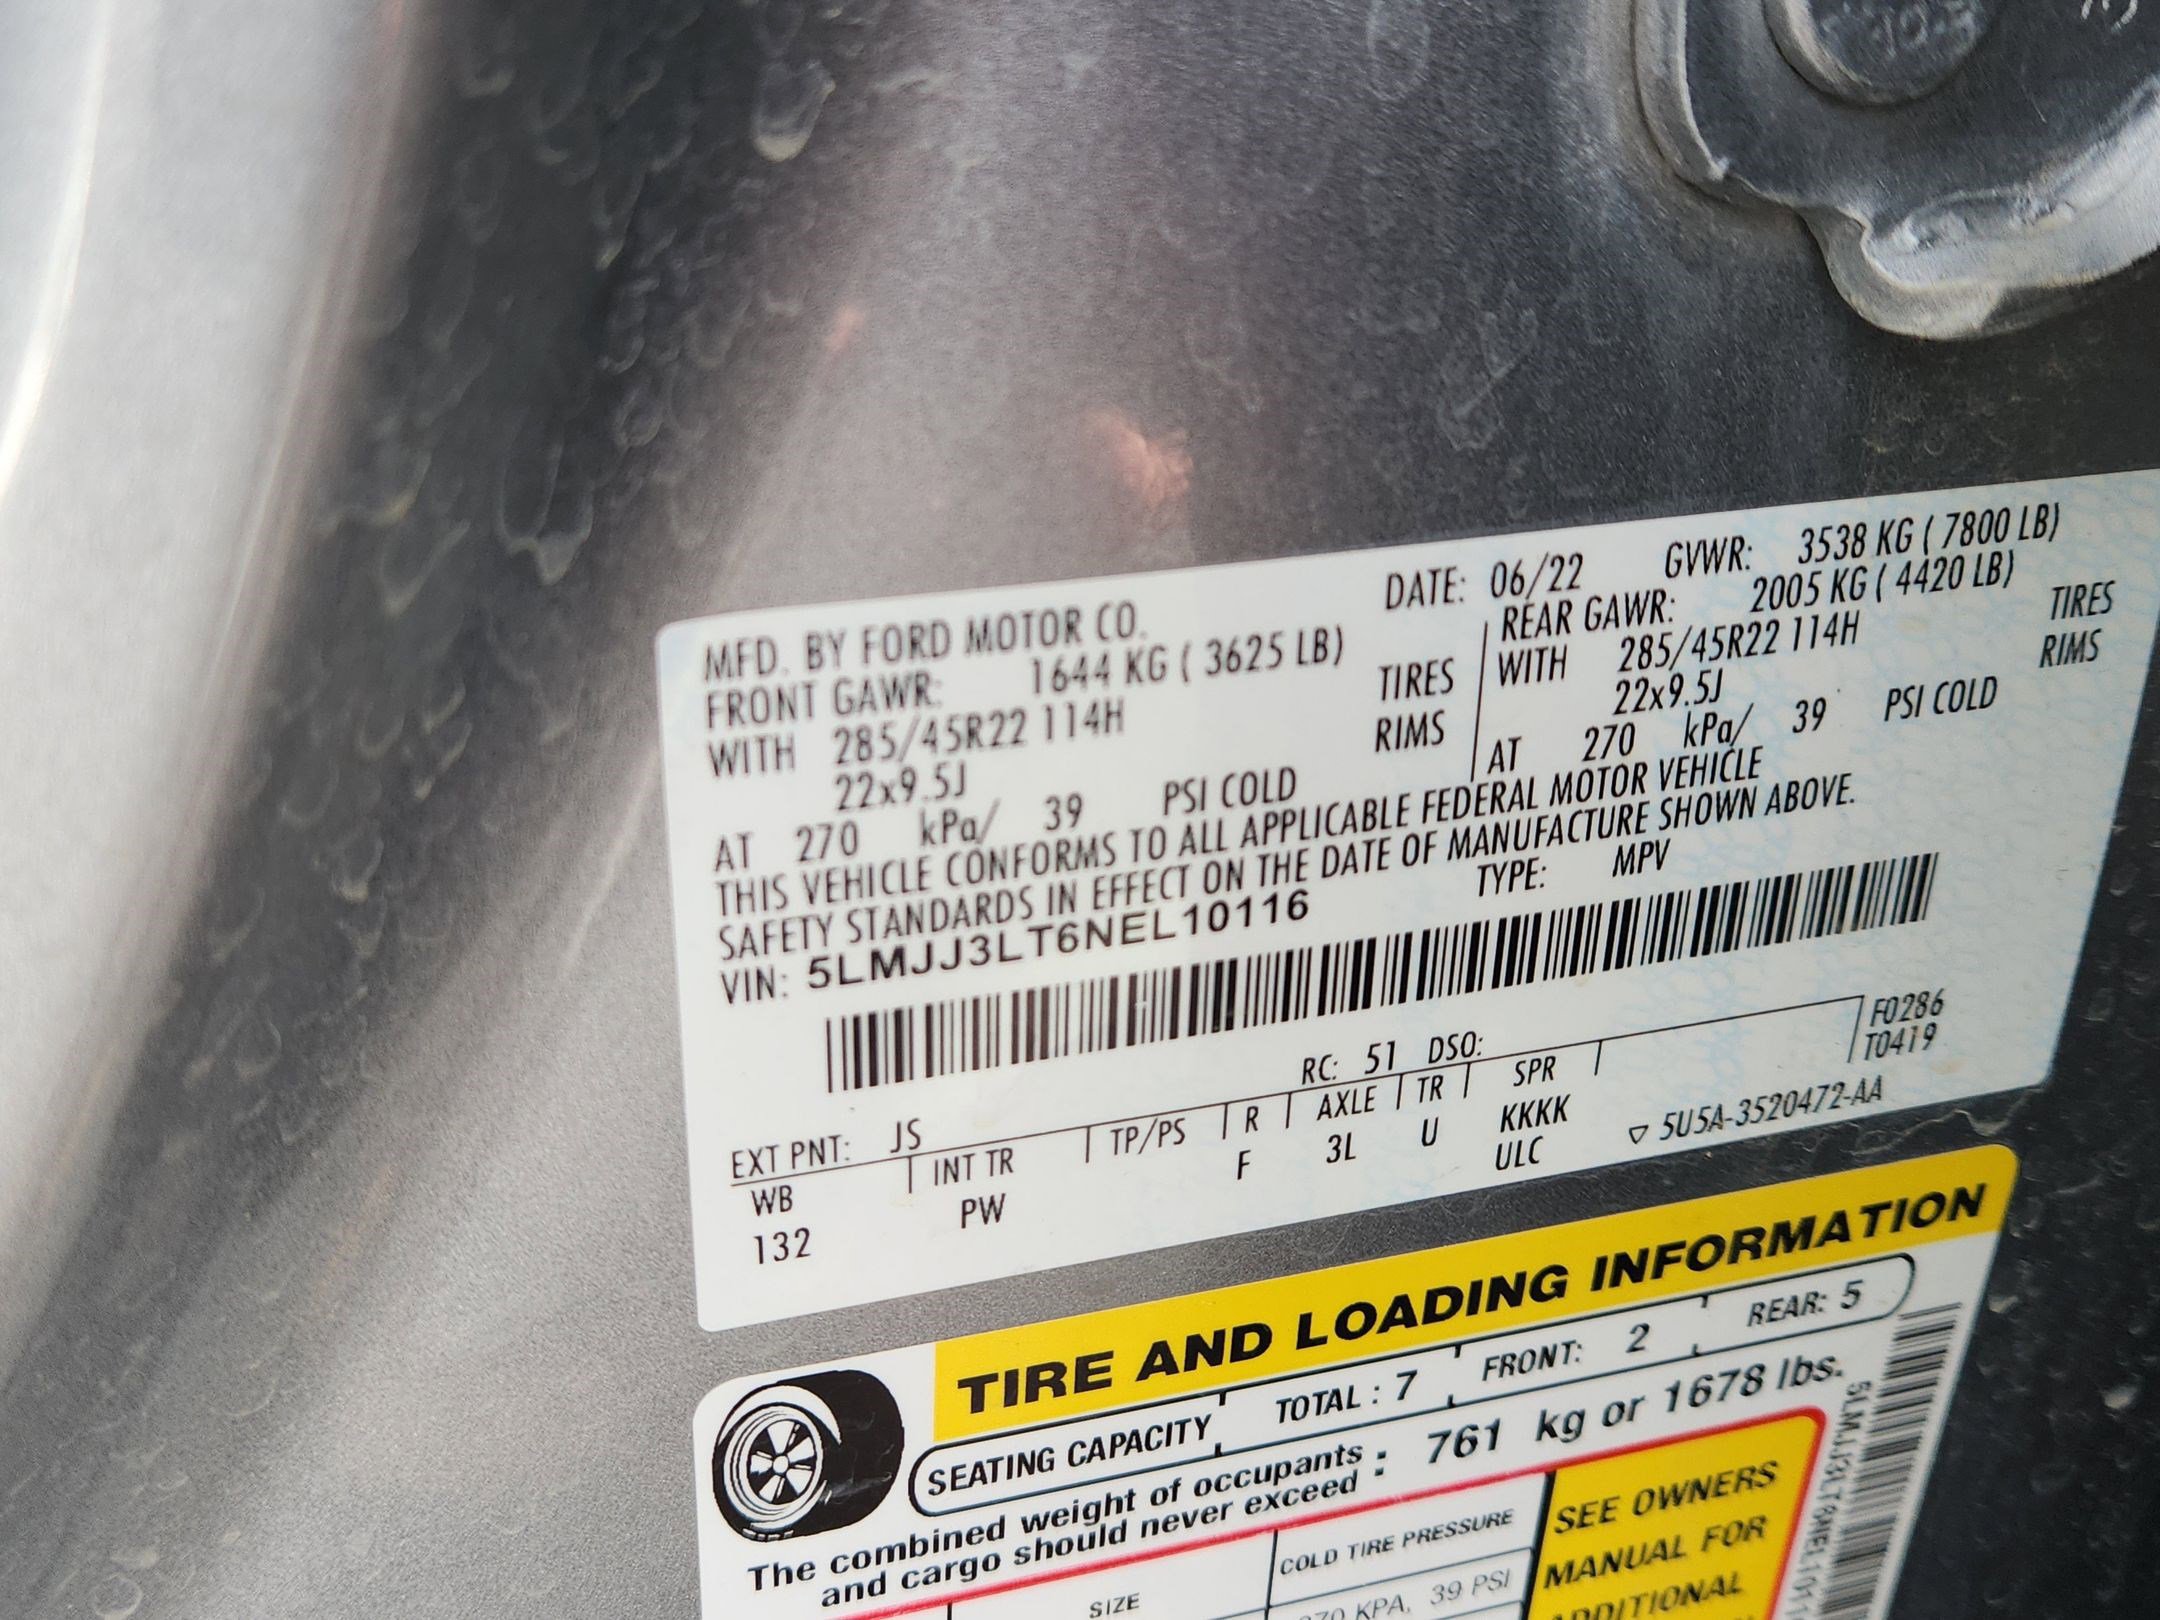 MFD. BY FORD MOTOR CO.
DATE: 06/22 GVWR: 3538 KG ( 7800 LB)
FRONT GAWR: 1644 KG ( 3625 LB)
WITH 285/45R22 114H TIRES
22x9.5J RIMS
AT 270 kPa/ 39 PSI COLD
REAR GAWR: 2005 KG ( 4420 LB)
WITH 285/45R22 114H TIRES
22x9.5J RIMS
AT 270 kPa/ 39 PSI COLD
THIS VEHICLE CONFORMS TO ALL APPLICABLE FEDERAL MOTOR VEHICLE
SAFETY STANDARDS IN EFFECT ON THE DATE OF MANUFACTURE SHOWN ABOVE.
VIN: 5LMJJ3LT6NEL10116 TYPE: MPV
F0286
T0419
EXT PNT: JS RC: 51 DSO:
WB INT TR TP/PS R AXLE TR SPR
132 PW F 3L U KKKK
ULC
▽ 5U5A-3520472-AA
TIRE AND LOADING INFORMATION
SEATING CAPACITY TOTAL : 7 FRONT: 2 REAR: 5
The combined weight of occupants
and cargo should never exceed : 761 kg or 1678 lbs.
SIZE COLD TIRE PRESSURE
KPA, 39 PSI
SEE OWNERS
MANUAL FOR
ADDITIONAL